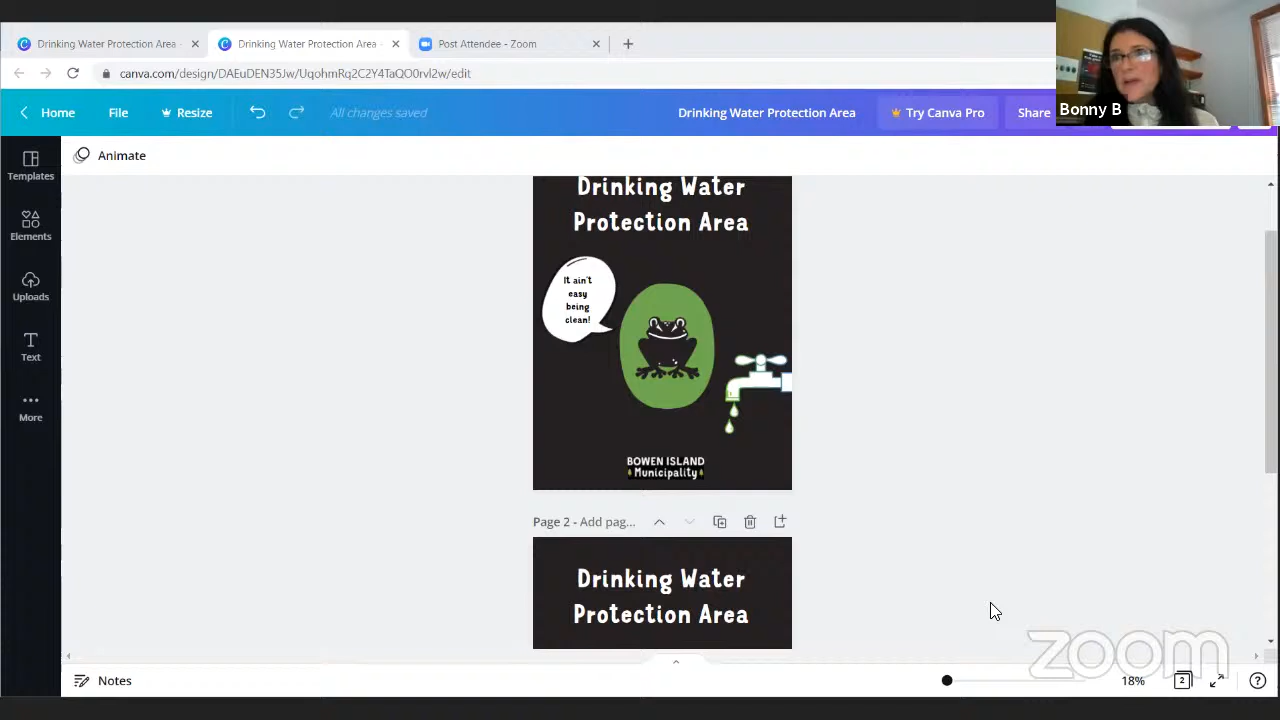 Drinking Water Protection Area
Drinking Water Protection Area -
Post Attendee - Zoom
canva.com/design/
Home
File
Resize
All changes saved
Drinking Water Protection Area
Try Canva Pro
Share
Bonny B
Templates
Elements
Uploads
Text
More
Animate
Drinking Water
Protection Area
It ain't
easy
being
clean!
BOWEN ISLAND
Municipality
Page 2 - Add pag...
Drinking Water
Protection Area
Notes
18%
2
zoom